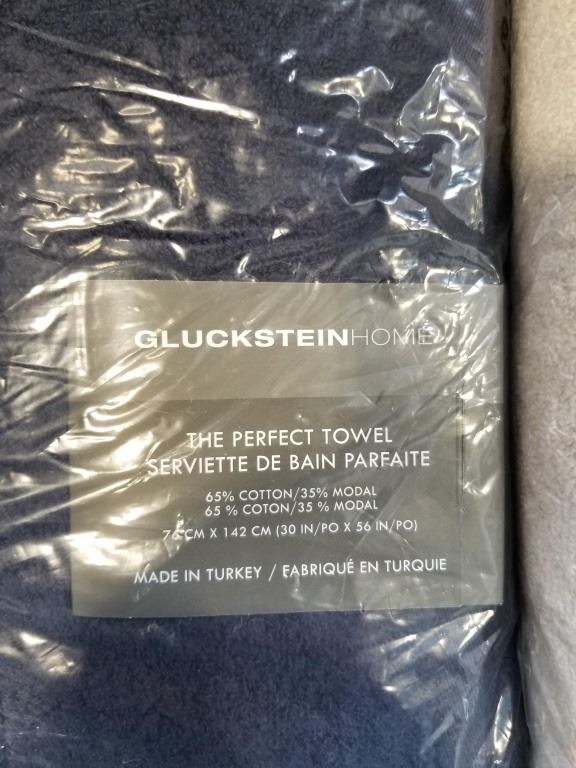 GLUCKSTEINHOME
THE PERFECT TOWEL
SERVIETTE DE BAIN PARFAITE
65% COTTON/35% MODAL
65 % COTON/35 % MODAL
76 CM X 142 CM (30 IN/PO X 56 IN/PO)
MADE IN TURKEY / FABRIQUÉ EN TURQUIE